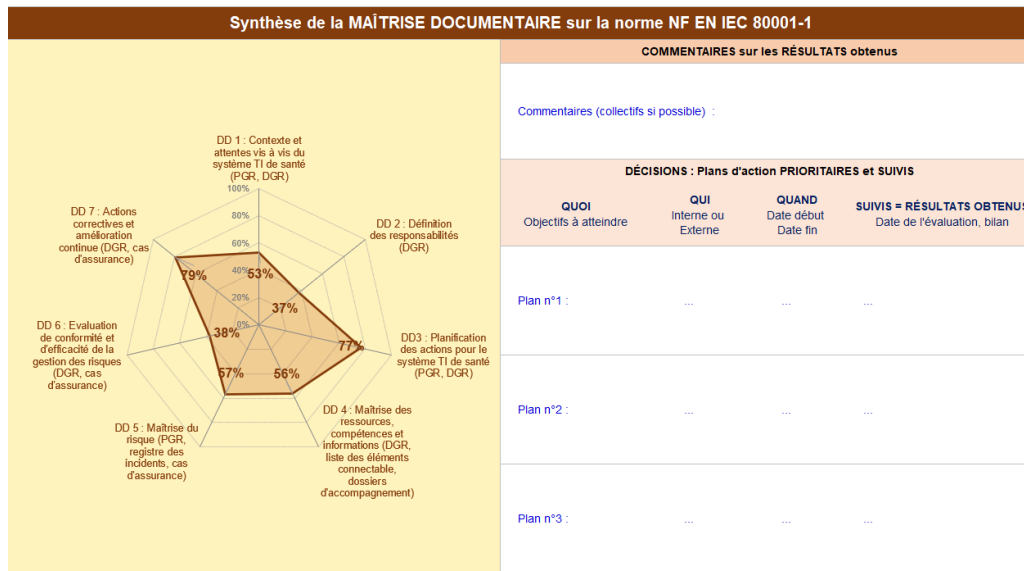 Synthèse de la MAÎTRISE DOCUMENTAIRE sur la norme NF EN IEC 80001-1
DD 1 : Contexte et
attentes vis à vis du
système TI de santé
(PGR, DGR)
100%
80%
60%
40%
20%
0%
DD 2 : Définition
des responsabilités
(DGR)
DD3 : Planification
des actions pour le
système TI de santé
(PGR, DGR)
DD 4 : Maîtrise des
ressources,
compétences et
informations (DGR,
liste des éléments
connectable,
dossiers
d'accompagnement)
DD 5 : Maîtrise du
risque (PGR,
registre des
incidents, cas
d'assurance)
DD 6 : Evaluation
de conformité et
d'efficacité de la
gestion des risques
(DGR, cas
d'assurance)
DD 7 : Actions
correctives et
amélioration
continue (DGR, cas
d'assurance)
53%
37%
77%
56%
57%
38%
79%
COMMENTAIRES sur les RÉSULTATS obtenus
Commentaires (collectifs si possible) :
DÉCISIONS : Plans d'action PRIORITAIRES et SUIVIS
QUOI
Objectifs à atteindre
QUI
Interne ou
Externe
QUAND
Date début
Date fin
SUIVIS = RÉSULTATS OBTENUS
Date de l'évaluation, bilan
Plan n°1 : ... ... ...
Plan n°2 : ... ... ...
Plan n°3 : ... ... ...